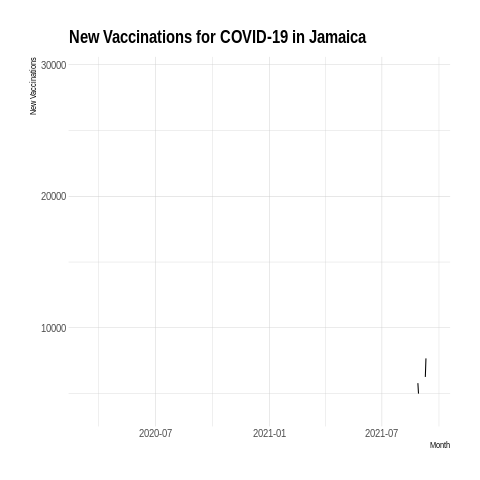 New Vaccinations for COVID-19 in Jamaica
New Vaccinations
30000
20000
10000
2020-07
2021-01
2021-07
Month